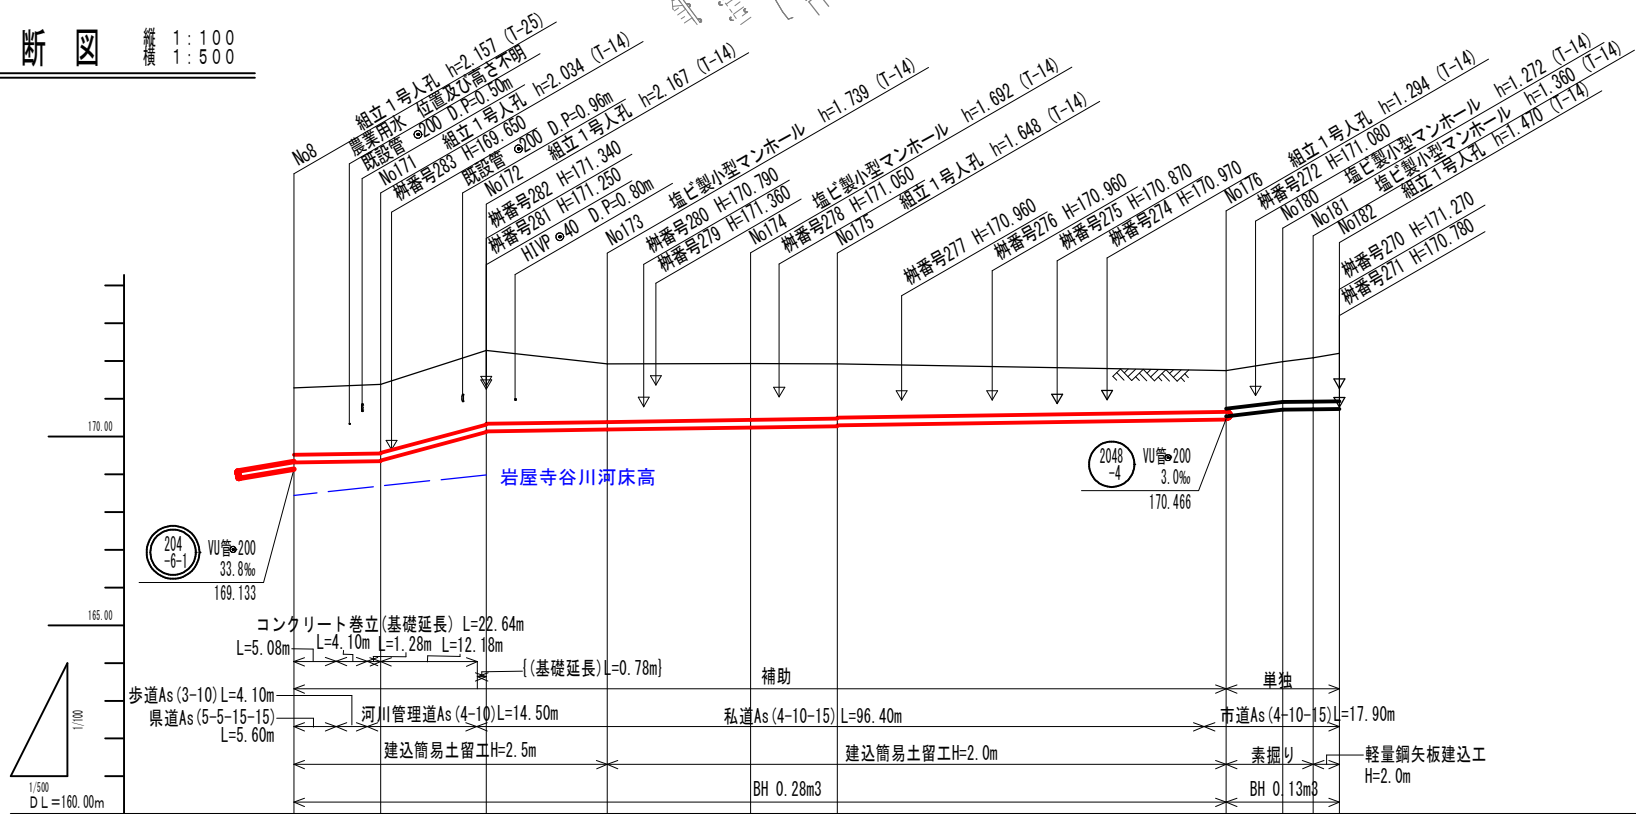 断 図
縦 1:100
横 1:500
No8
組立1号人孔 h=2.157 (T-25)
農業用水 位置及び高さ不明
既設管 ⊚200 D.P=0.50m
No171 組立1号人孔 h=2.034 (T-14)
桝番号283 H=169.650
既設管 ⊚200 D.P=0.96m
No172 組立1号人孔 h=2.167 (T-14)
桝番号282 H=171.340
桝番号281 H=171.250
HIVP ⊚40 D.P=0.80m
No173 塩ビ製小型マンホール h=1.739 (T-14)
桝番号280 H=170.790
桝番号279 H=171.360
No174 塩ビ製小型マンホール h=1.692 (T-14)
桝番号278 H=171.050
No175 組立1号人孔 h=1.648 (T-14)
桝番号277 H=170.960
桝番号276 H=170.960
桝番号275 H=170.870
桝番号274 H=170.970
No176 組立1号人孔 h=1.294 (T-14)
桝番号272 H=171.080
No180 塩ビ製小型マンホール h=1.272 (T-14)
No181 塩ビ製小型マンホール h=1.360 (T-14)
No182 組立1号人孔 h=1.470 (T-14)
桝番号270 H=171.270
桝番号271 H=170.780
170.00
岩屋寺谷川河床高
2048
-4
VU管⊚200
3.0‰
170.466
204
-6-1
VU管⊚200
33.8‰
169.133
165.00
コンクリート巻立(基礎延長) L=22.64m
L=5.08m
L=4.10m
L=1.28m
L=12.18m
{(基礎延長)L=0.78m}
補助
単独
歩道As(3-10)L=4.10m
県道As(5-5-15-15)
L=5.60m
河川管理道As(4-10)L=14.50m
私道As(4-10-15)L=96.40m
市道As(4-10-15)L=17.90m
建込簡易土留工H=2.5m
建込簡易土留工H=2.0m
素掘り
軽量鋼矢板建込工
H=2.0m
BH 0.28m3
BH 0.13m3
1/100
1/500
DL=160.00m